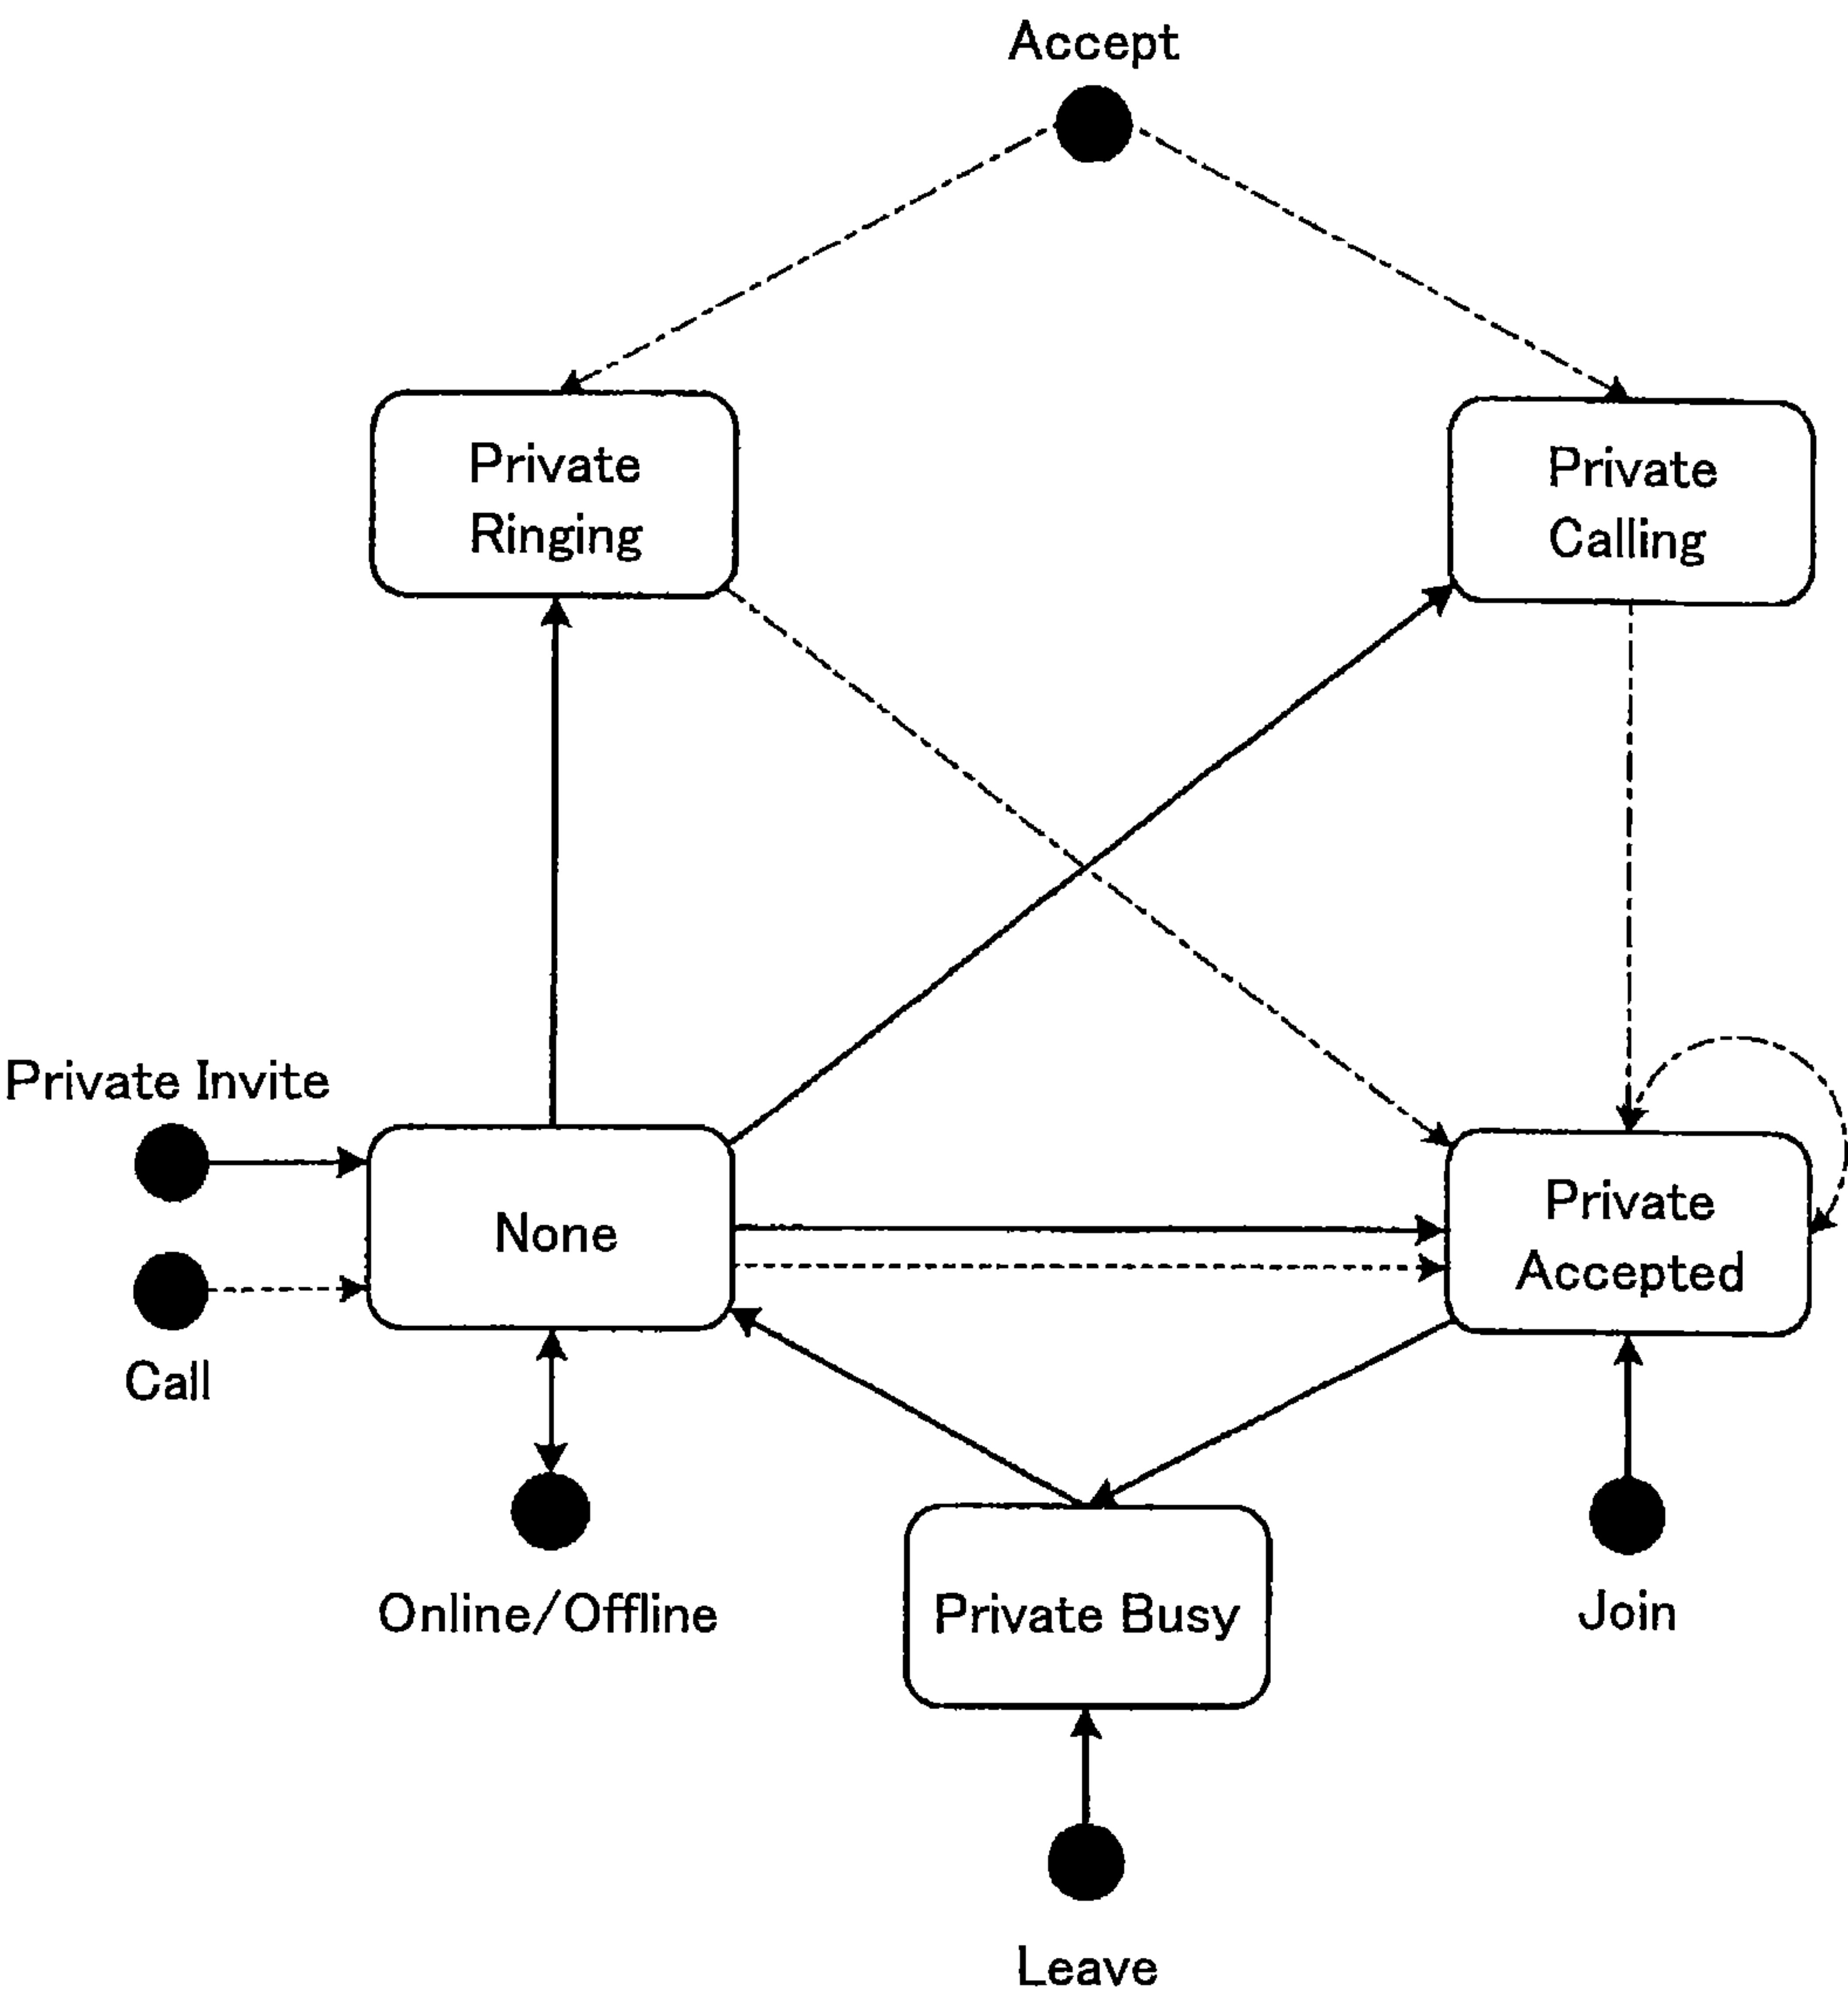 Accept
Private
Ringing
Private
Calling
Private Invite
None
Private
Accepted
Call
Online/Offline
Private Busy
Join
Leave